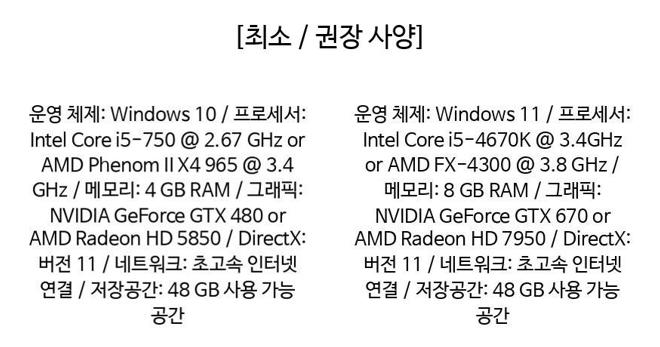 [최소 / 권장 사양]
운영 체제: Windows 10 / 프로세서:
Intel Core i5-750 @ 2.67 GHz or
AMD Phenom II X4 965 @ 3.4
GHz / 메모리: 4 GB RAM / 그래픽:
NVIDIA GeForce GTX 480 or
AMD Radeon HD 5850 / DirectX:
버전 11 / 네트워크: 초고속 인터넷
연결 / 저장공간: 48 GB 사용 가능
공간
운영 체제: Windows 11 / 프로세서:
Intel Core i5-4670K @ 3.4GHz
or AMD FX-4300 @ 3.8 GHz /
메모리: 8 GB RAM / 그래픽:
NVIDIA GeForce GTX 670 or
AMD Radeon HD 7950 / DirectX:
버전 11 / 네트워크: 초고속 인터넷
연결 / 저장공간: 48 GB 사용 가능
공간